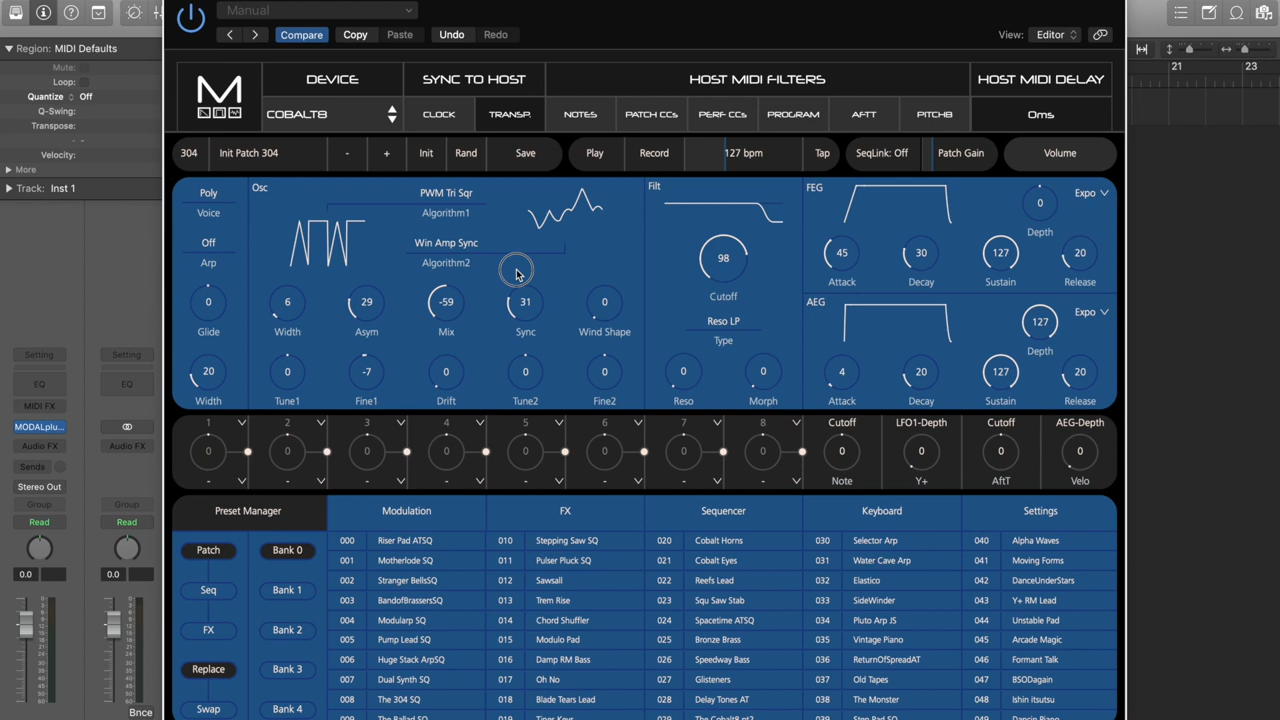 Manual
Compare Copy Paste Undo Redo View: Editor
Region: MIDI Defaults
Mute:
Loop:
Quantize Off
Q-Swing:
Transpose:
Velocity:
More
Track: Inst 1
21 23
DEVICE SYNC TO HOST HOST MIDI FILTERS HOST MIDI DELAY
COBALT8 CLOCK TRANSP. NOTES PATCH CCs PERF CCs PROGRAM AFT PITCHB 0ms
304 Init Patch 304 - + Init Rand Save Play Record 127 bpm Tap SeqLink: Off Patch Gain Volume
Poly
Voice
Off
Arp
0
Glide
20
Width
Osc
PWM Tri Sqr
Algorithm1
Win Amp Sync
Algorithm2
6 29 -59 31 0
Width Asym Mix Sync Wind Shape
0 -7 0 0 0
Tune1 Fine1 Drift Tune2 Fine2
Filt
98
Cutoff
Reso LP
Type
0 0
Reso Morph
FEG
0
Depth
Expo
45 30 127 20
Attack Decay Sustain Release
AEG
127
Depth
Expo
4 20 127 20
Attack Decay Sustain Release
1 2 3 4 5 6 7 8 Cutoff LFO1-Depth Cutoff AEG-Depth
0 0 0 0 0 0 0 0 0 0 0 0
- - - - - - - - Note Y+ AftT Velo
Preset Manager Modulation FX Sequencer Keyboard Settings
Patch Bank 0
Seq Bank 1
FX Bank 2
Replace Bank 3
Swap Bank 4
000 Riser Pad ATSQ 010 Stepping Saw SQ 020 Cobalt Horns 030 Selector Arp 040 Alpha Waves
001 Motherlode SQ 011 Pulser Pluck SQ 021 Cobalt Eyes 031 Water Cave Arp 041 Moving Forms
002 Stranger BellsSQ 012 Sawsall 022 Reefs Lead 032 Elastico 042 DanceUnderStars
003 BandofBrassersSQ 013 Trem Rise 023 Squ Saw Stab 033 SideWinder 043 Y+ RM Lead
004 Modularp SQ 014 Chord Shuffler 024 Spacetime ATSQ 034 Pluto Arp JS 044 Unstable Pad
005 Pump Lead SQ 015 Modulo Pad 025 Bronze Brass 035 Vintage Piano 045 Arcade Magic
006 Huge Stack ArpSQ 016 Damp RM Bass 026 Speedway Bass 036 ReturnOfSpreadAT 046 Formant Talk
007 Dual Synth SQ 017 Oh No 027 Glisteners 037 Old Tapes 047 BSODagain
008 The 304 SQ 018 Blade Tears Lead 028 Delay Tones AT 038 The Monster 048 Ishin itsutsu
Setting Setting
EQ EQ
MIDI FX
MODALplu...
Audio FX Audio FX
Sends
Stereo Out
Group Group
Read Read
0.0 0.0
Bnce